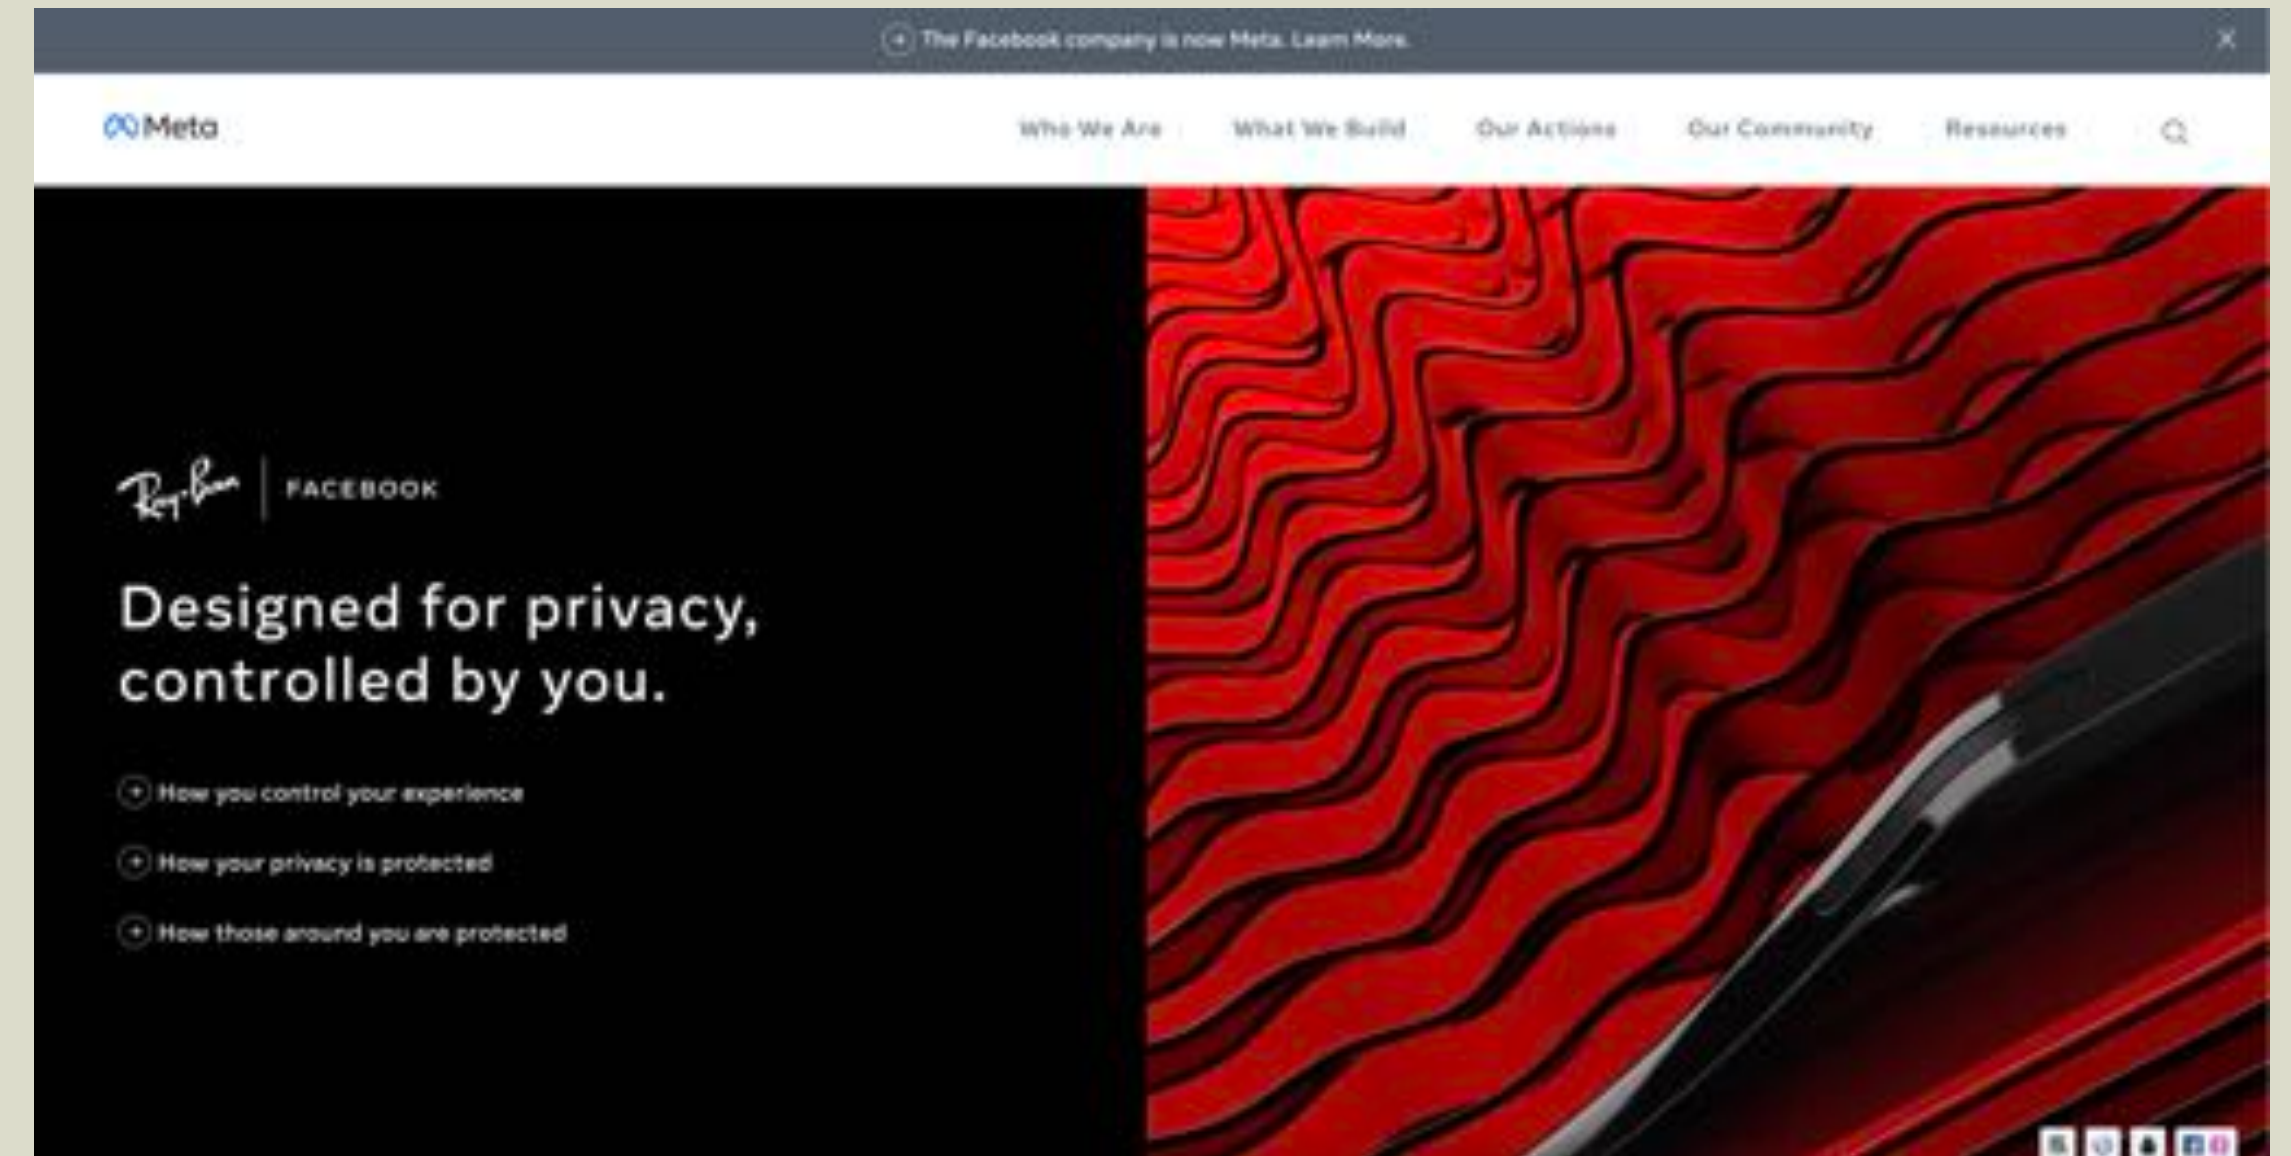 The Facebook company is now Meta. Learn More.
Meta
Who We Are
What We Build
Our Actions
Our Community
Resources
Ray-Ban
FACEBOOK
Designed for privacy,
controlled by you.
How you control your experience
How your privacy is protected
How those around you are protected